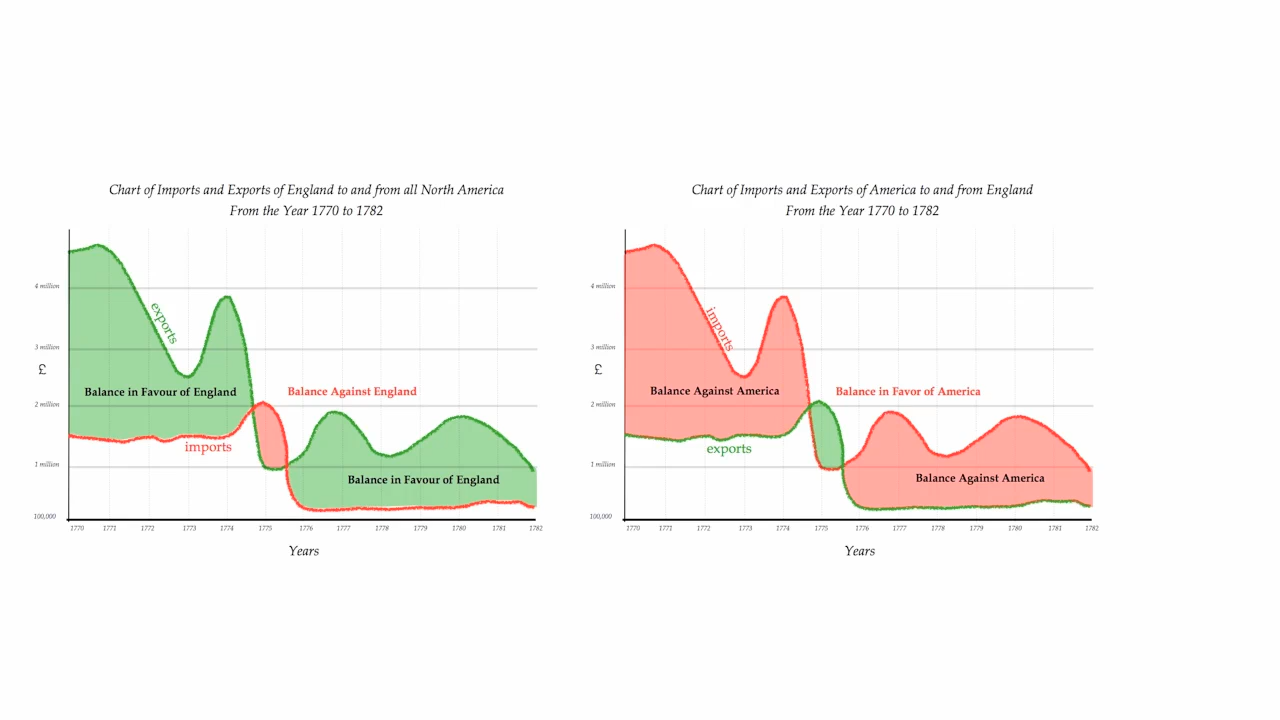 Chart of Imports and Exports of England to and from all North America
From the Year 1770 to 1782
4 million
3 million
£
2 million
1 million
100,000
exports
Balance in Favour of England
Balance Against England
imports
Balance in Favour of England
1770 1771 1772 1773 1774 1775 1776 1777 1778 1779 1780 1781 1782
Years
Chart of Imports and Exports of America to and from England
From the Year 1770 to 1782
4 million
3 million
£
2 million
1 million
100,000
imports
Balance Against America
Balance in Favor of America
exports
Balance Against America
1770 1771 1772 1773 1774 1775 1776 1777 1778 1779 1780 1781 1782
Years